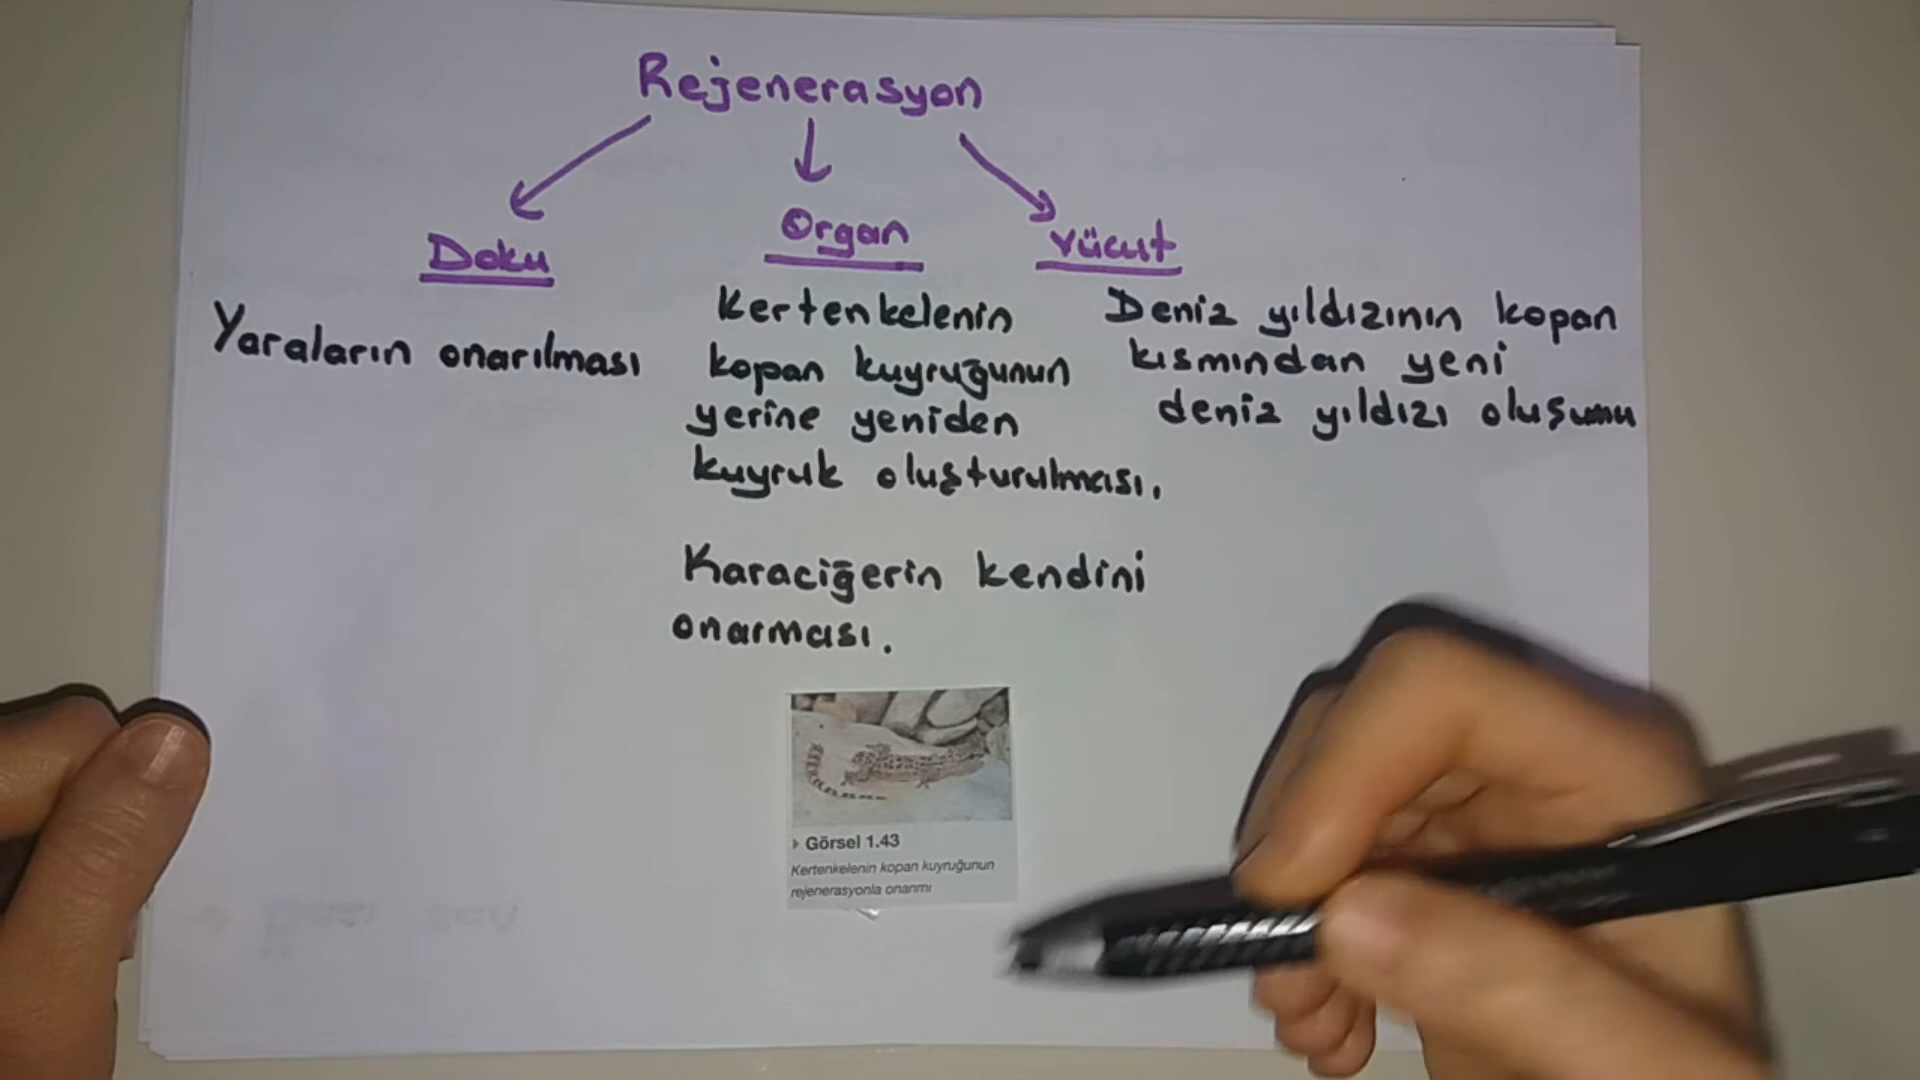 Rejenerasyon
Doku
Organ
Vücut
Yaraların onarılması
Kertenkelenin
kopan kuyruğunun
yerine yeniden
kuyruk oluşturulması.
Karaciğerin kendini
onarması.
Deniz yıldızının kopan
kısmından yeni
deniz yıldızı oluşumu
Görsel 1.43
Kertenkelenin kopan kuyruğunun
rejenerasyonla onarımı